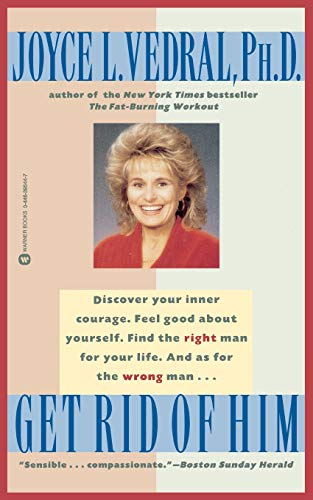 JOYCE L. VEDRAL, PH.D.
author of the New York Times bestseller
The Fat-Burning Workout
Discover your inner
courage. Feel good about
yourself. Find the right man
for your life. And as for
the wrong man . . .
GET RID OF HIM
"Sensible . . . compassionate."—Boston Sunday Herald